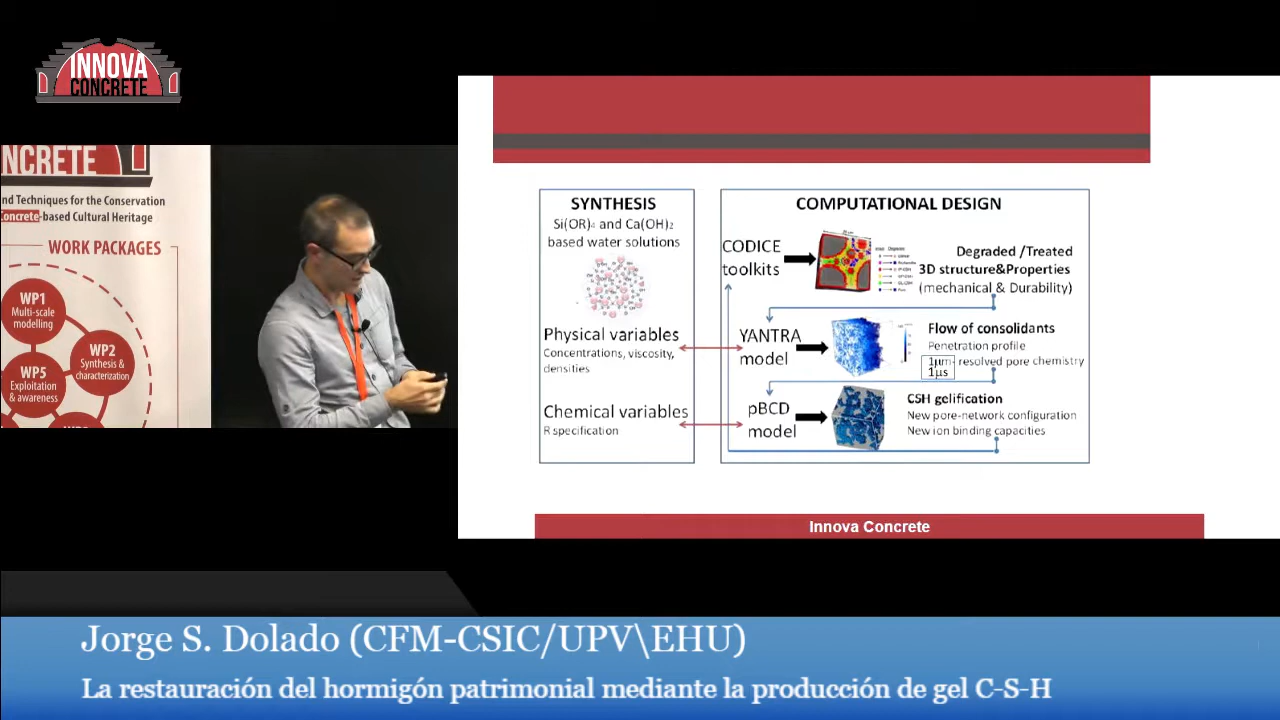 INNOVA
CONCRETE
NCRETE
nd Techniques for the Conservation
Concrete-based Cultural Heritage
WORK PACKAGES
WP1
Multi-scale
modelling
WP2
Synthesis &
characterization
WP5
Exploitation
& awareness
SYNTHESIS
Si(OR)4 and Ca(OH)2
based water solutions
Physical variables
Concentrations, viscosity,
densities
Chemical variables
R specification
COMPUTATIONAL DESIGN
CODICE
toolkits
Degraded /Treated
3D structure&Properties
(mechanical & Durability)
YANTRA
model
Flow of consolidants
Penetration profile
1μm- resolved pore chemistry
1μs
pBCD
model
CSH gelification
New pore-network configuration
New ion binding capacities
Innova Concrete
Jorge S. Dolado (CFM-CSIC/UPV\EHU)
La restauración del hormigón patrimonial mediante la producción de gel C-S-H